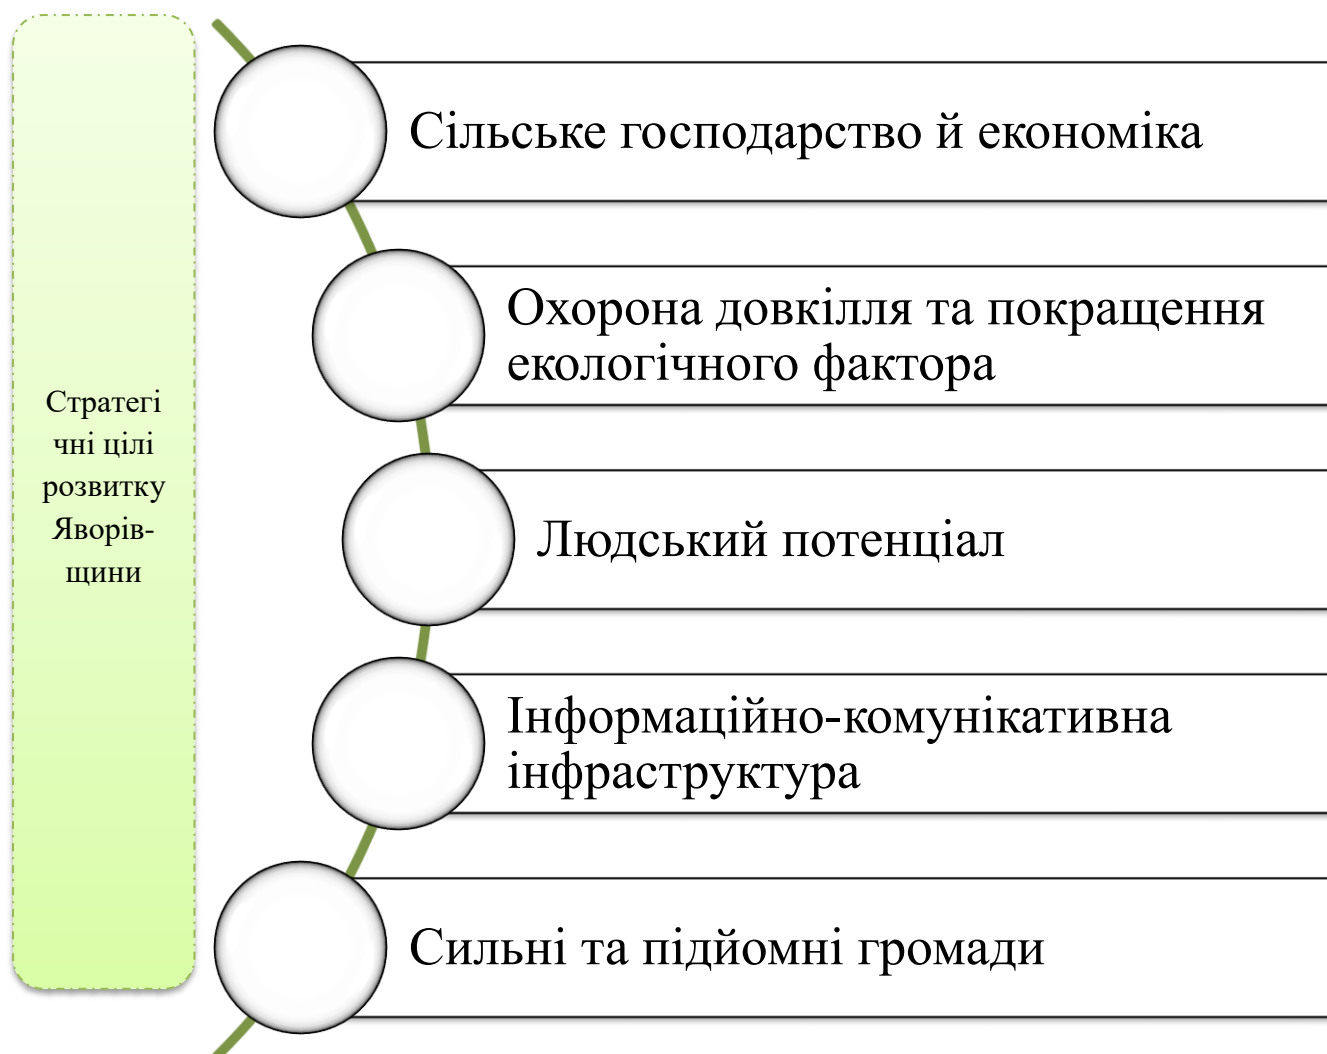 Стратегі
чні цілі
розвитку
Яворів-
щини
Сільське господарство й економіка
Охорона довкілля та покращення
екологічного фактора
Людський потенціал
Інформаційно-комунікативна
інфраструктура
Сильні та підйомні громади